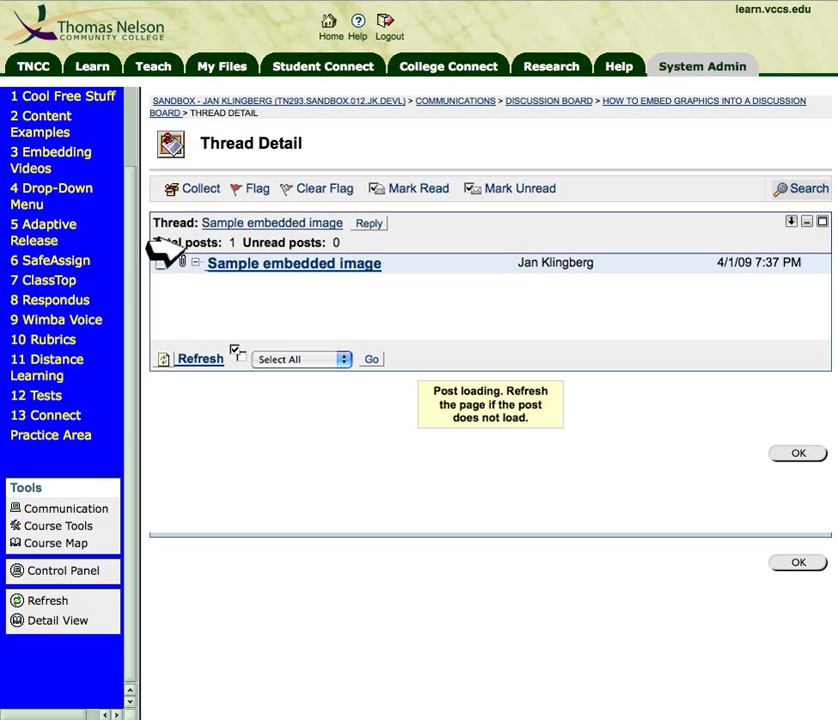 learn.vccs.edu
Thomas Nelson
COMMUNITY COLLEGE
Home Help Logout
TNCC Learn Teach My Files Student Connect College Connect Research Help System Admin
1 Cool Free Stuff
2 Content
Examples
3 Embedding
Videos
4 Drop-Down
Menu
5 Adaptive
Release
6 SafeAssign
7 ClassTop
8 Respondus
9 Wimba Voice
10 Rubrics
11 Distance
Learning
12 Tests
13 Connect
Practice Area
Tools
Communication
Course Tools
Course Map
Control Panel
Refresh
Detail View
SANDBOX - JAN KLINGBERG (TN293.SANDBOX.012.JK.DEVL) > COMMUNICATIONS > DISCUSSION BOARD > HOW TO EMBED GRAPHICS INTO A DISCUSSION
BOARD > THREAD DETAIL
Thread Detail
Collect Flag Clear Flag Mark Read Mark Unread Search
Thread: Sample embedded image Reply
posts: 1 Unread posts: 0
Sample embedded image Jan Klingberg 4/1/09 7:37 PM
Refresh Select All Go
Post loading. Refresh
the page if the post
does not load.
OK
OK